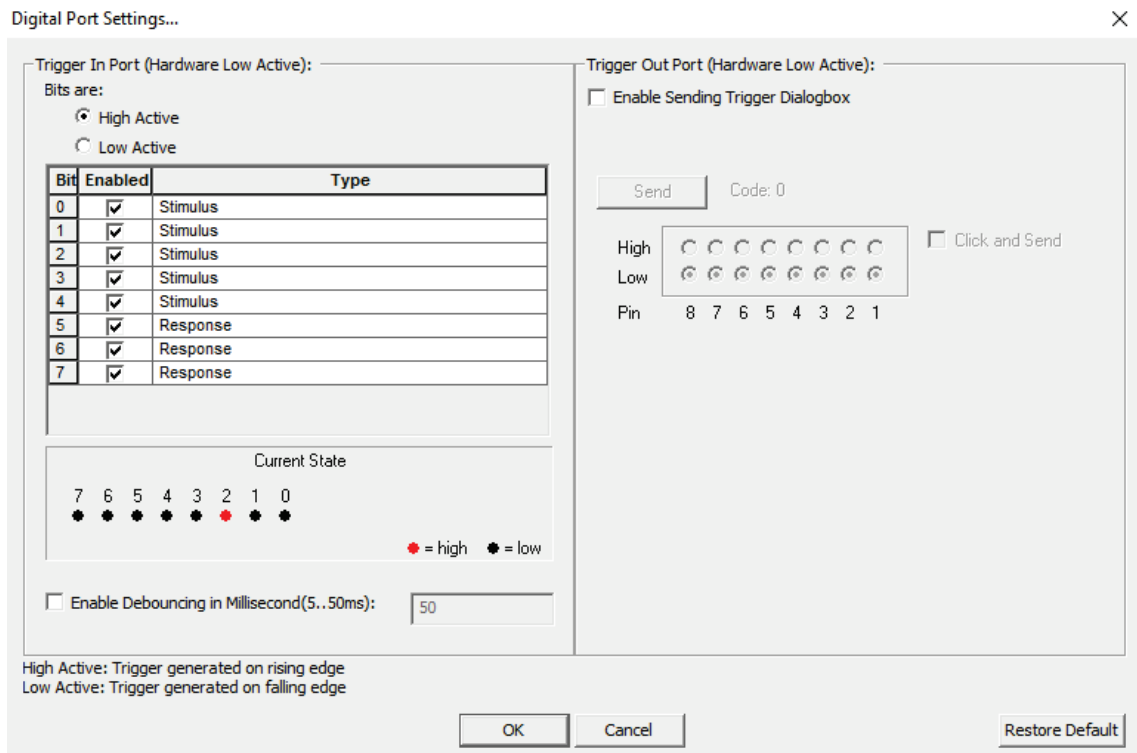 Digital Port Settings...
Trigger In Port (Hardware Low Active):
Bits are:
High Active
Low Active
Bit Enabled Type
0 Stimulus
1 Stimulus
2 Stimulus
3 Stimulus
4 Stimulus
5 Response
6 Response
7 Response
Current State
7 6 5 4 3 2 1 0
= high = low
Enable Debouncing in Millisecond(5..50ms): 50
Trigger Out Port (Hardware Low Active):
Enable Sending Trigger Dialogbox
Send Code: 0
High Click and Send
Low
Pin 8 7 6 5 4 3 2 1
High Active: Trigger generated on rising edge
Low Active: Trigger generated on falling edge
OK Cancel Restore Default